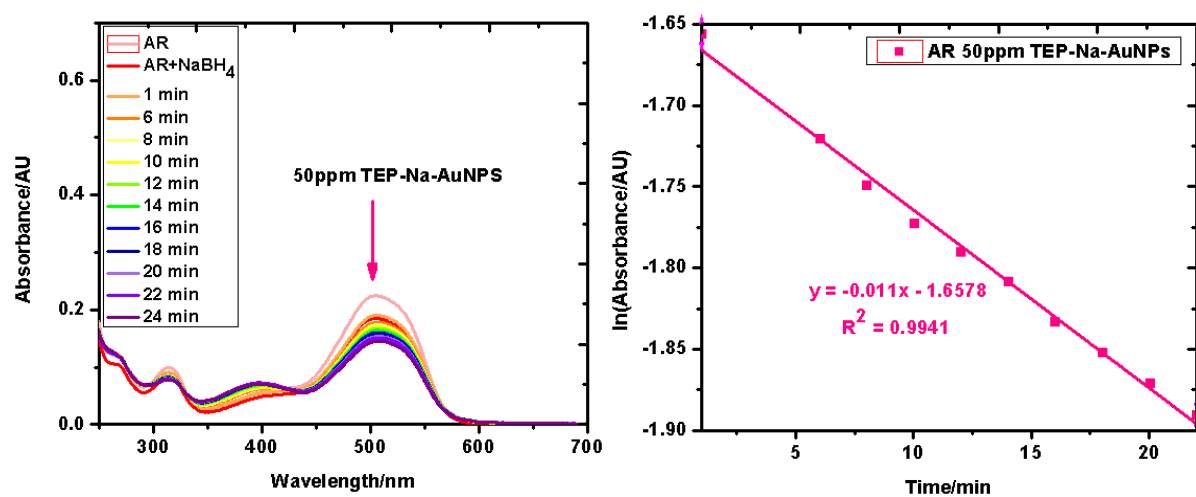 AR
AR+NaBH4
1 min
6 min
8 min
10 min
12 min
14 min
16 min
18 min
20 min
22 min
24 min
50ppm TEP-Na-AuNPS
Absorbance/AU
0.6
0.4
0.2
0.0
300
400
500
600
700
Wavelength/nm
AR 50ppm TEP-Na-AuNPs
y = -0.011x - 1.6578
R2 = 0.9941
ln(Absorbance/AU)
-1.65
-1.70
-1.75
-1.80
-1.85
-1.90
5
10
15
20
Time/min